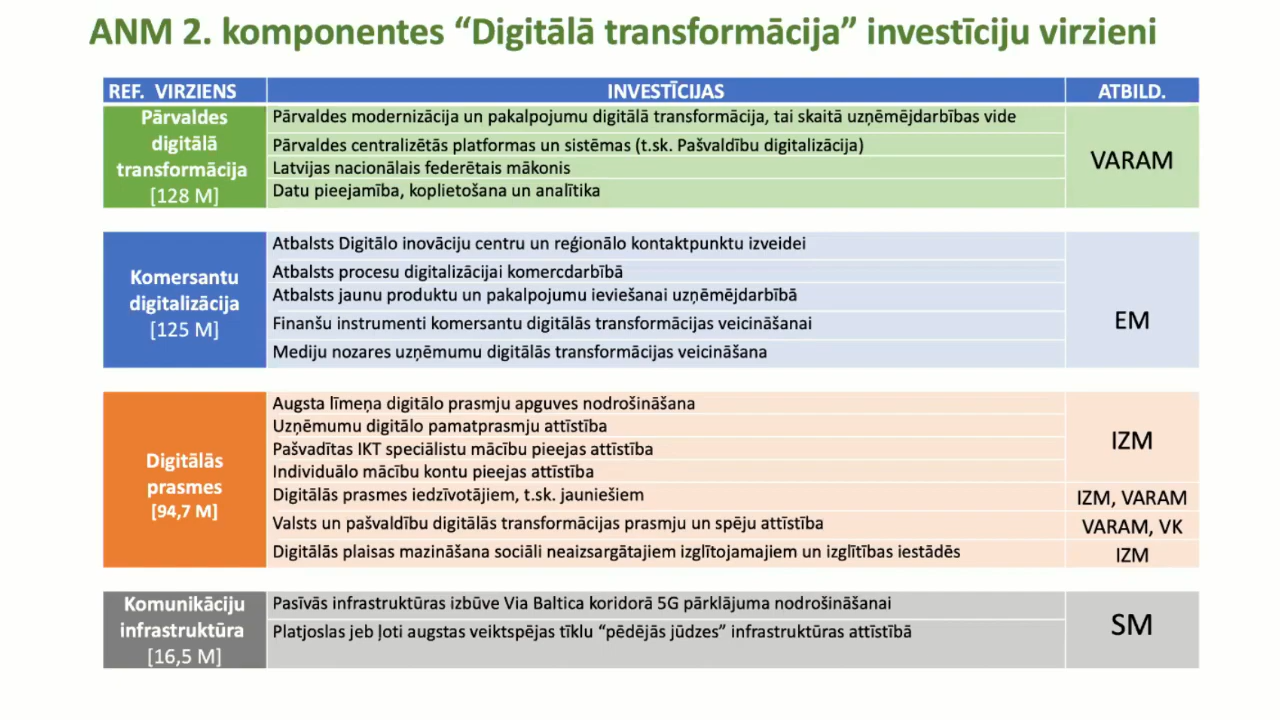 ANM 2. komponentes “Digitālā transformācija” investīciju virzieni
REF. VIRZIENS
INVESTĪCIJAS
ATBILD.
Pārvaldes
digitālā
transformācija
[128 M]
Pārvaldes modernizācija un pakalpojumu digitālā transformācija, tai skaitā uzņēmējdarbības vide
Pārvaldes centralizētās platformas un sistēmas (t.sk. Pašvaldību digitalizācija)
Latvijas nacionālais federētais mākonis
Datu pieejamība, koplietošana un analītika
VARAM
Komersantu
digitalizācija
[125 M]
Atbalsts Digitālo inovāciju centru un reģionālo kontaktpunktu izveidei
Atbalsts procesu digitalizācijai komercdarbībā
Atbalsts jaunu produktu un pakalpojumu ieviešanai uzņēmējdarbībā
Finanšu instrumenti komersantu digitālās transformācijas veicināšanai
Mediju nozares uzņēmumu digitālās transformācijas veicināšana
EM
Digitālās
prasmes
[94,7 M]
Augsta līmeņa digitālo prasmju apguves nodrošināšana
Uzņēmumu digitālo pamatprasmju attīstība
Pašvadītas IKT speciālistu mācību pieejas attīstība
Individuālo mācību kontu pieejas attīstība
IZM
Digitālās prasmes iedzīvotājiem, t.sk. jauniešiem
IZM, VARAM
Valsts un pašvaldību digitālās transformācijas prasmju un spēju attīstība
VARAM, VK
Digitālās plaisas mazināšana sociāli neaizsargātajiem izglītojamajiem un izglītības iestādēs
IZM
Komunikāciju
infrastruktūra
[16,5 M]
Pasīvās infrastruktūras izbūve Via Baltica koridorā 5G pārklājuma nodrošināšanai
Platjoslas jeb ļoti augstas veiktspējas tīklu “pēdējās jūdzes” infrastruktūras attīstībā
SM